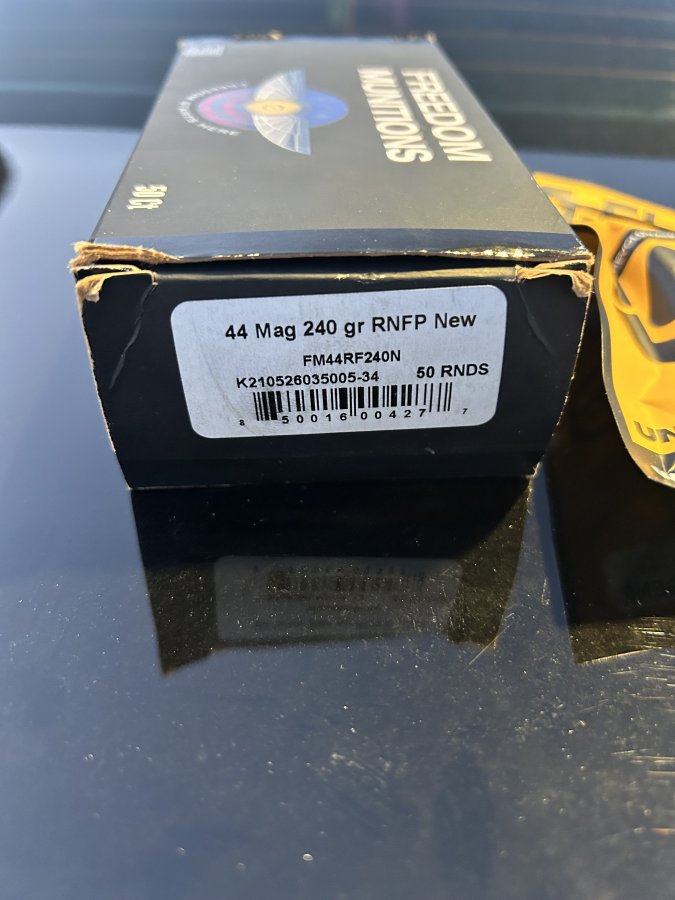 FREEDOM
MUNITIONS
50 Ct
44 Mag 240 gr RNFP New
FM44RF240N
K210526035005-34 50 RNDS
8 50016 00427 7
UN